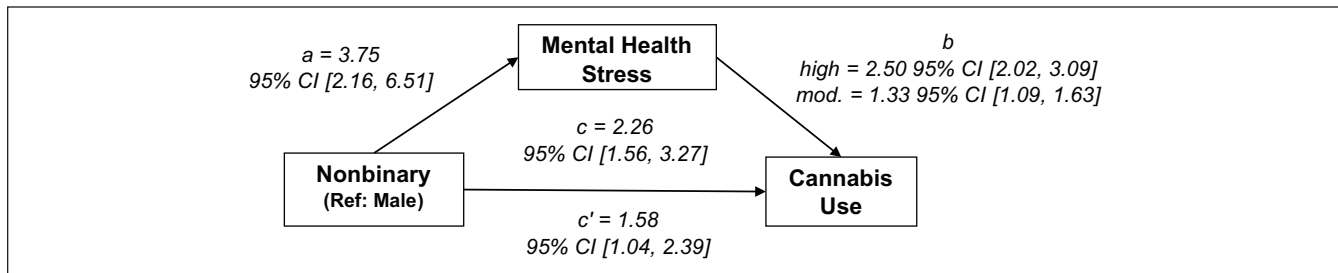 a = 3.75
95% CI [2.16, 6.51]
Mental Health
Stress
b
high = 2.50 95% CI [2.02, 3.09]
mod. = 1.33 95% CI [1.09, 1.63]
c = 2.26
95% CI [1.56, 3.27]
Nonbinary
(Ref: Male)
Cannabis
Use
c' = 1.58
95% CI [1.04, 2.39]